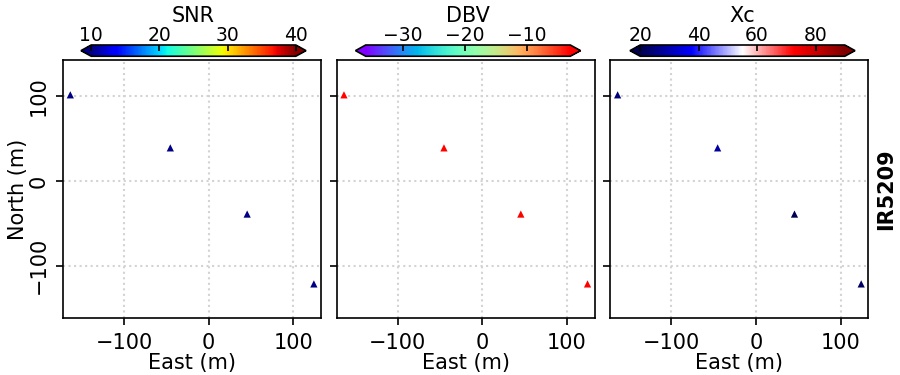 SNR DBV Xc
10 20 30 40 −30 −20 −10 20 40 60 80
100
0
−100
North (m)
IR5209
−100 0 100 −100 0 100 −100 0 100
East (m) East (m) East (m)